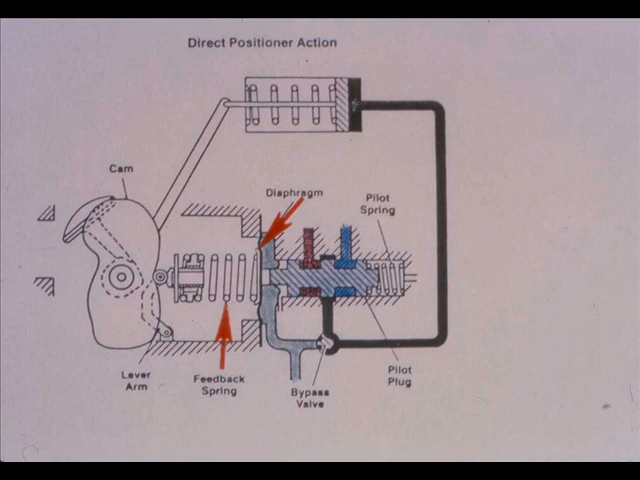 Direct Positioner Action
Cam
Diaphragm
Pilot
Spring
Lever
Arm
Feedback
Spring
Bypass
Valve
Pilot
Plug